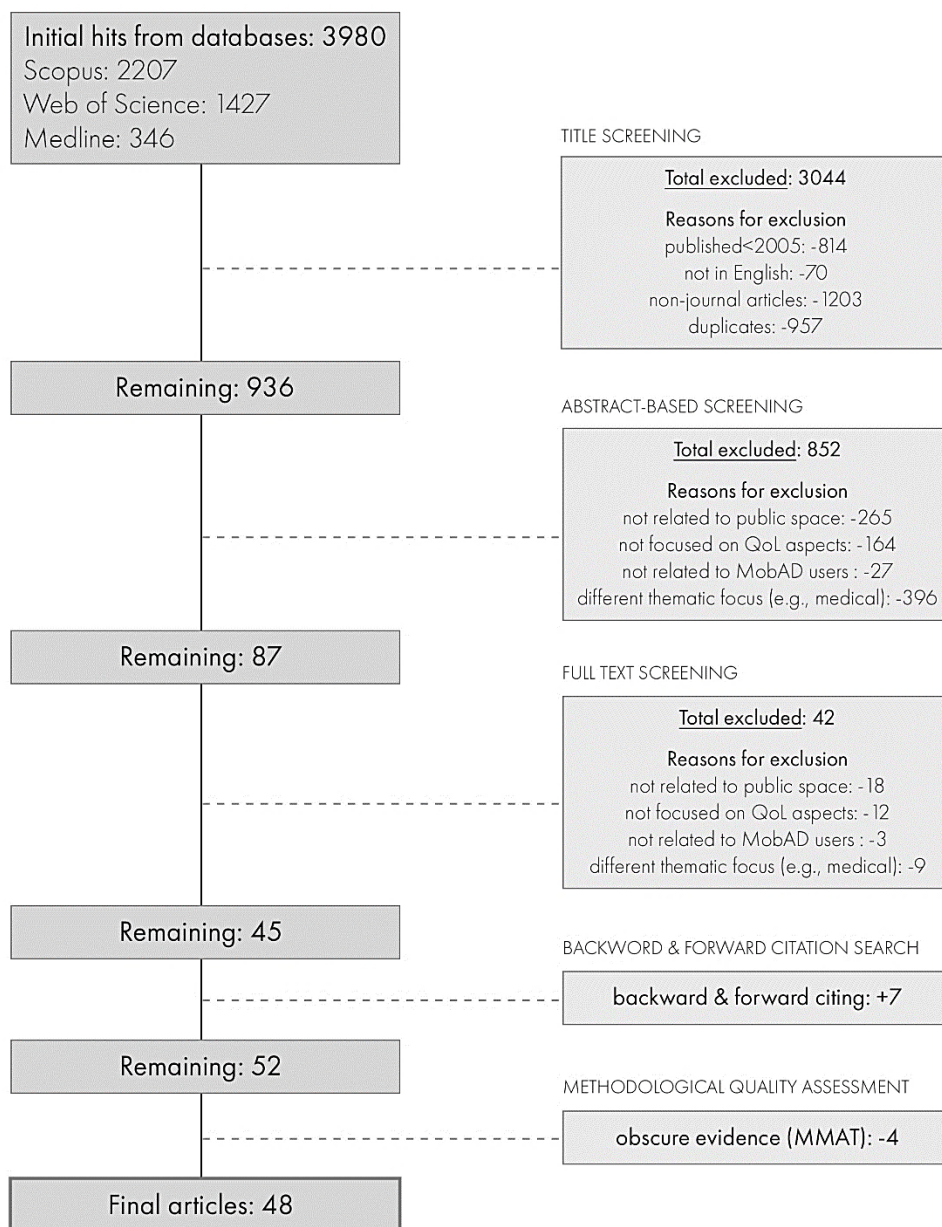 Initial hits from databases: 3980
Scopus: 2207
Web of Science: 1427
Medline: 346
TITLE SCREENING
Total excluded: 3044
Reasons for exclusion
published<2005: -814
not in English: -70
non-journal articles: -1203
duplicates: -957
Remaining: 936
ABSTRACT-BASED SCREENING
Total excluded: 852
Reasons for exclusion
not related to public space: -265
not focused on QoL aspects: -164
not related to MobAD users : -27
different thematic focus (e.g., medical): -396
Remaining: 87
FULL TEXT SCREENING
Total excluded: 42
Reasons for exclusion
not related to public space: -18
not focused on QoL aspects: -12
not related to MobAD users : -3
different thematic focus (e.g., medical): -9
Remaining: 45
BACKWORD & FORWARD CITATION SEARCH
backward & forward citing: +7
Remaining: 52
METHODOLOGICAL QUALITY ASSESSMENT
obscure evidence (MMAT): -4
Final articles: 48